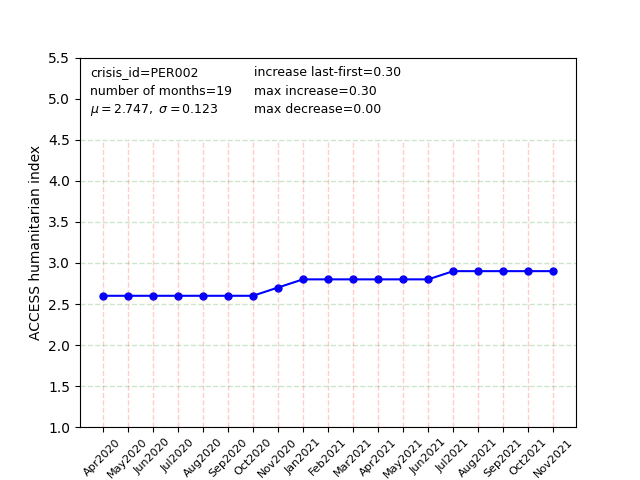 crisis_id=PER002
number of months=19
μ=2.747, σ=0.123
increase last-first=0.30
max increase=0.30
max decrease=0.00
ACCESS humanitarian index
5.5
5.0
4.5
4.0
3.5
3.0
2.5
2.0
1.5
1.0
Apr2020
May2020
Jun2020
Jul2020
Aug2020
Sep2020
Oct2020
Nov2020
Jan2021
Feb2021
Mar2021
Apr2021
May2021
Jun2021
Jul2021
Aug2021
Sep2021
Oct2021
Nov2021